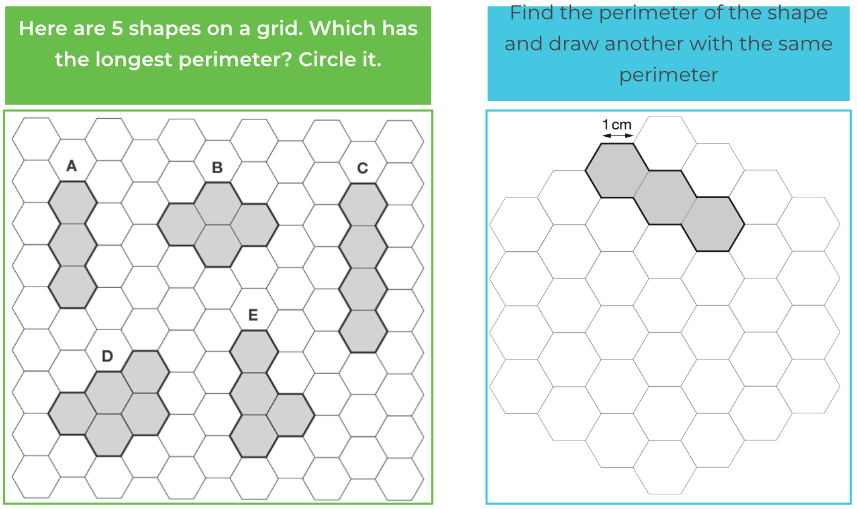 Here are 5 shapes on a grid. Which has
the longest perimeter? Circle it.
A
B
C
D
E
Find the perimeter of the shape
and draw another with the same
perimeter
1 cm